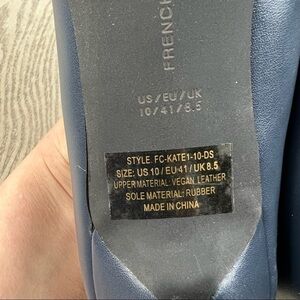 FRENCH
US/EU/UK
10/41/8.5
STYLE: FC-KATE1-10-DS
SIZE: US 10 / EU 41 / UK 8.5
UPPER MATERIAL: VEGAN LEATHER
SOLE MATERIAL: RUBBER
MADE IN CHINA